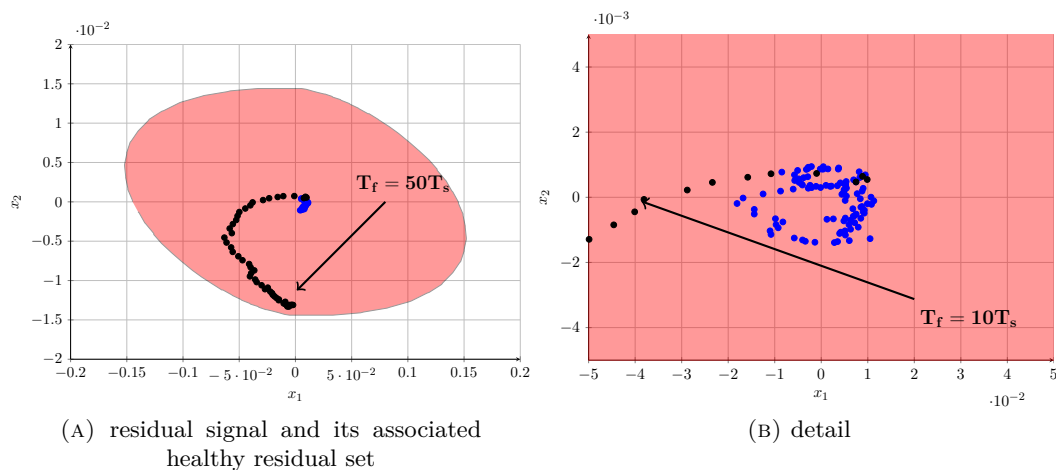 ·10⁻²
2
1.5
1
0.5
0
−0.5
−1
−1.5
−2
x₂
T_f = 50T_s
−0.2 −0.15 −0.1 −5·10⁻² 0 5·10⁻² 0.1 0.15 0.2
x₁
(A) residual signal and its associated
healthy residual set
·10⁻³
4
2
0
−2
−4
x₂
T_f = 10T_s
−5 −4 −3 −2 −1 0 1 2 3 4 5
x₁
·10⁻²
(B) detail